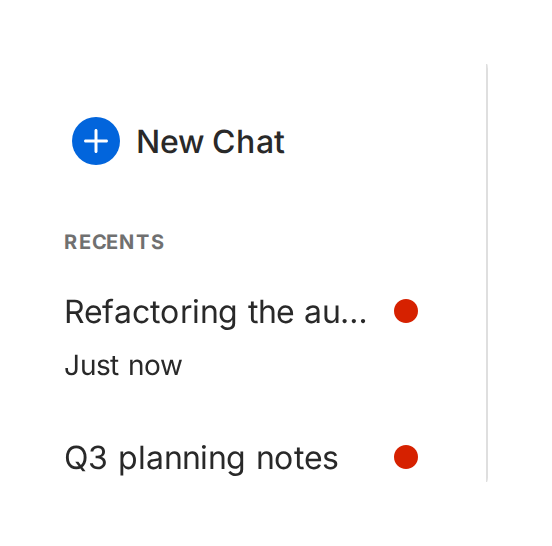 New Chat
RECENTS
Refactoring the au...
Just now
Q3 planning notes